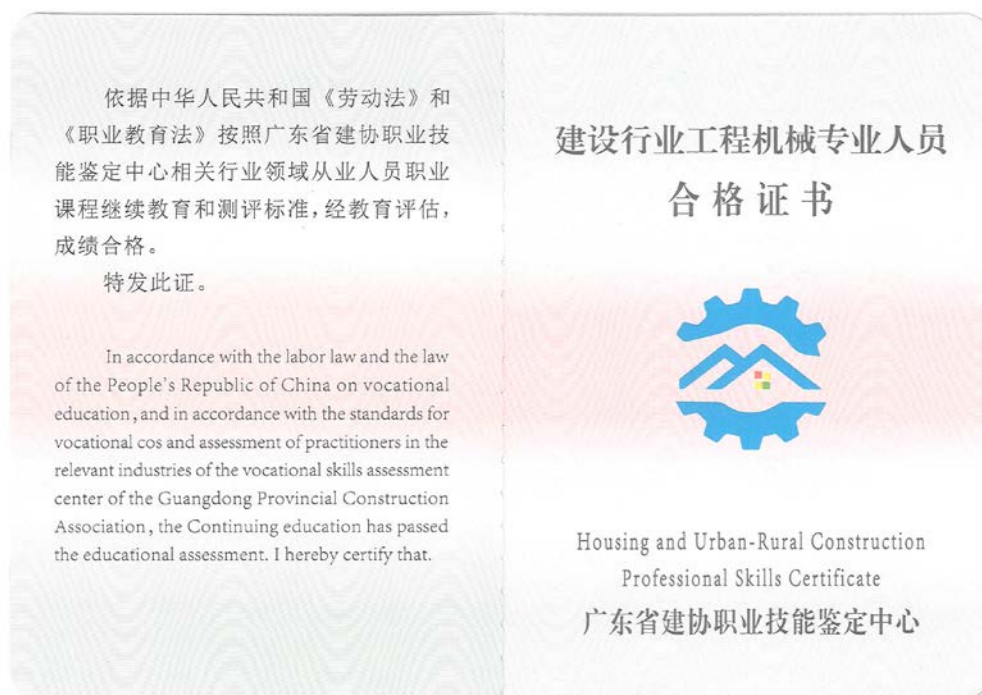 依据中华人民共和国《劳动法》和
《职业教育法》按照广东省建协职业技
能鉴定中心相关行业领域从业人员职业
课程继续教育和测评标准，经教育评估，
成绩合格。
特发此证。
In accordance with the labor law and the law
of the People's Republic of China on vocational
education, and in accordance with the standards for
vocational cos and assessment of practitioners in the
relevant industries of the vocational skills assessment
center of the Guangdong Provincial Construction
Association, the Continuing education has passed
the educational assessment. I hereby certify that.
建设行业工程机械专业人员
合格证书
Housing and Urban-Rural Construction
Professional Skills Certificate
广东省建协职业技能鉴定中心